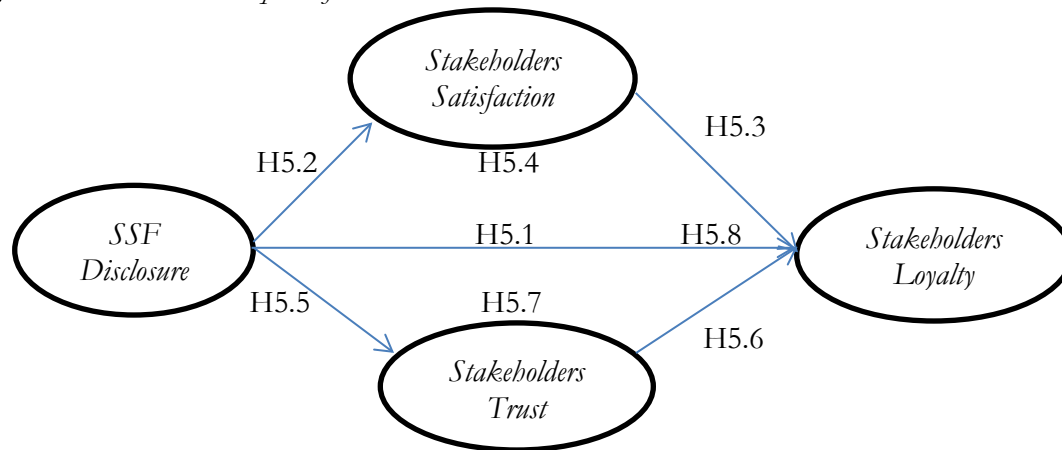 Stakeholders
Satisfaction
H5.3
H5.2
H5.4
SSF
Disclosure
H5.1
H5.8
Stakeholders
Loyalty
H5.5
H5.7
H5.6
Stakeholders
Trust